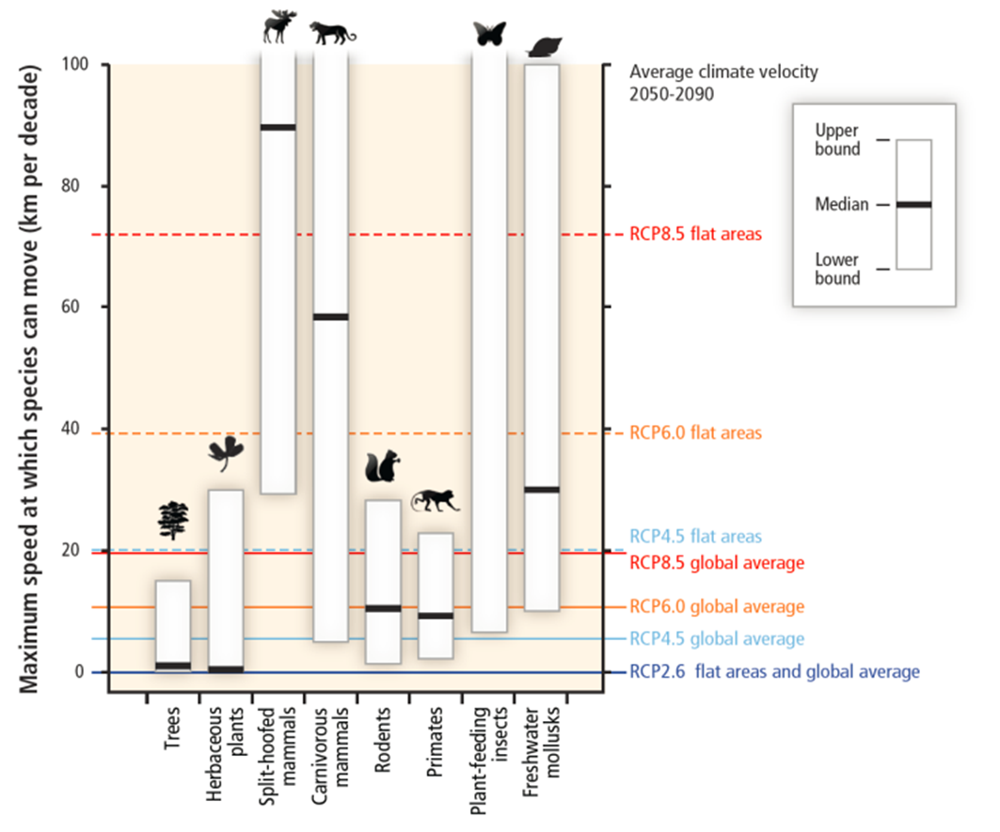 Maximum speed at which species can move (km per decade)
100
80
60
40
20
0
Average climate velocity
2050-2090
RCP8.5 flat areas
RCP6.0 flat areas
RCP4.5 flat areas
RCP8.5 global average
RCP6.0 global average
RCP4.5 global average
RCP2.6 flat areas and global average
Upper
bound
Median
Lower
bound
Trees
Herbaceous
plants
Split-hoofed
mammals
Carnivorous
mammals
Rodents
Primates
Plant-feeding
insects
Freshwater
mollusks